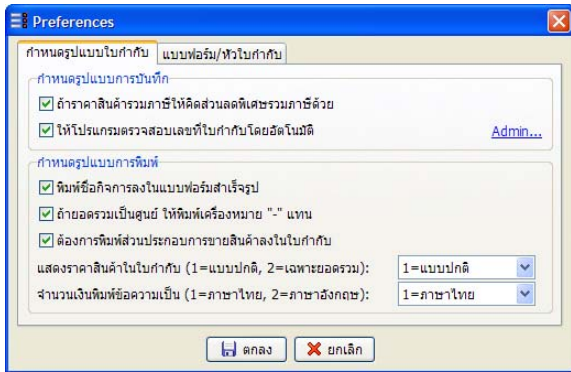 Preferences
กำหนดรูปแบบใบกำกับ แบบฟอร์ม/หัวใบกำกับ
กำหนดรูปแบบการบันทึก
ถ้าราคาสินค้ารวมภาษีให้คิดส่วนลดพิเศษรวมภาษีด้วย
ให้โปรแกรมตรวจสอบเลขที่ใบกำกับโดยอัตโนมัติ Admin...
กำหนดรูปแบบการพิมพ์
พิมพ์ชื่อกิจการลงในแบบฟอร์มสำเร็จรูป
ถ้ายอดรวมเป็นศูนย์ ให้พิมพ์เครื่องหมาย "-" แทน
ต้องการพิมพ์ส่วนประกอบการขายสินค้าลงในใบกำกับ
แสดงราคาสินค้าในใบกำกับ (1=แบบปกติ, 2=เฉพาะยอดรวม): 1=แบบปกติ
จำนวนเงินพิมพ์ข้อความเป็น (1=ภาษาไทย, 2=ภาษาอังกฤษ): 1=ภาษาไทย
ตกลง ยกเลิก